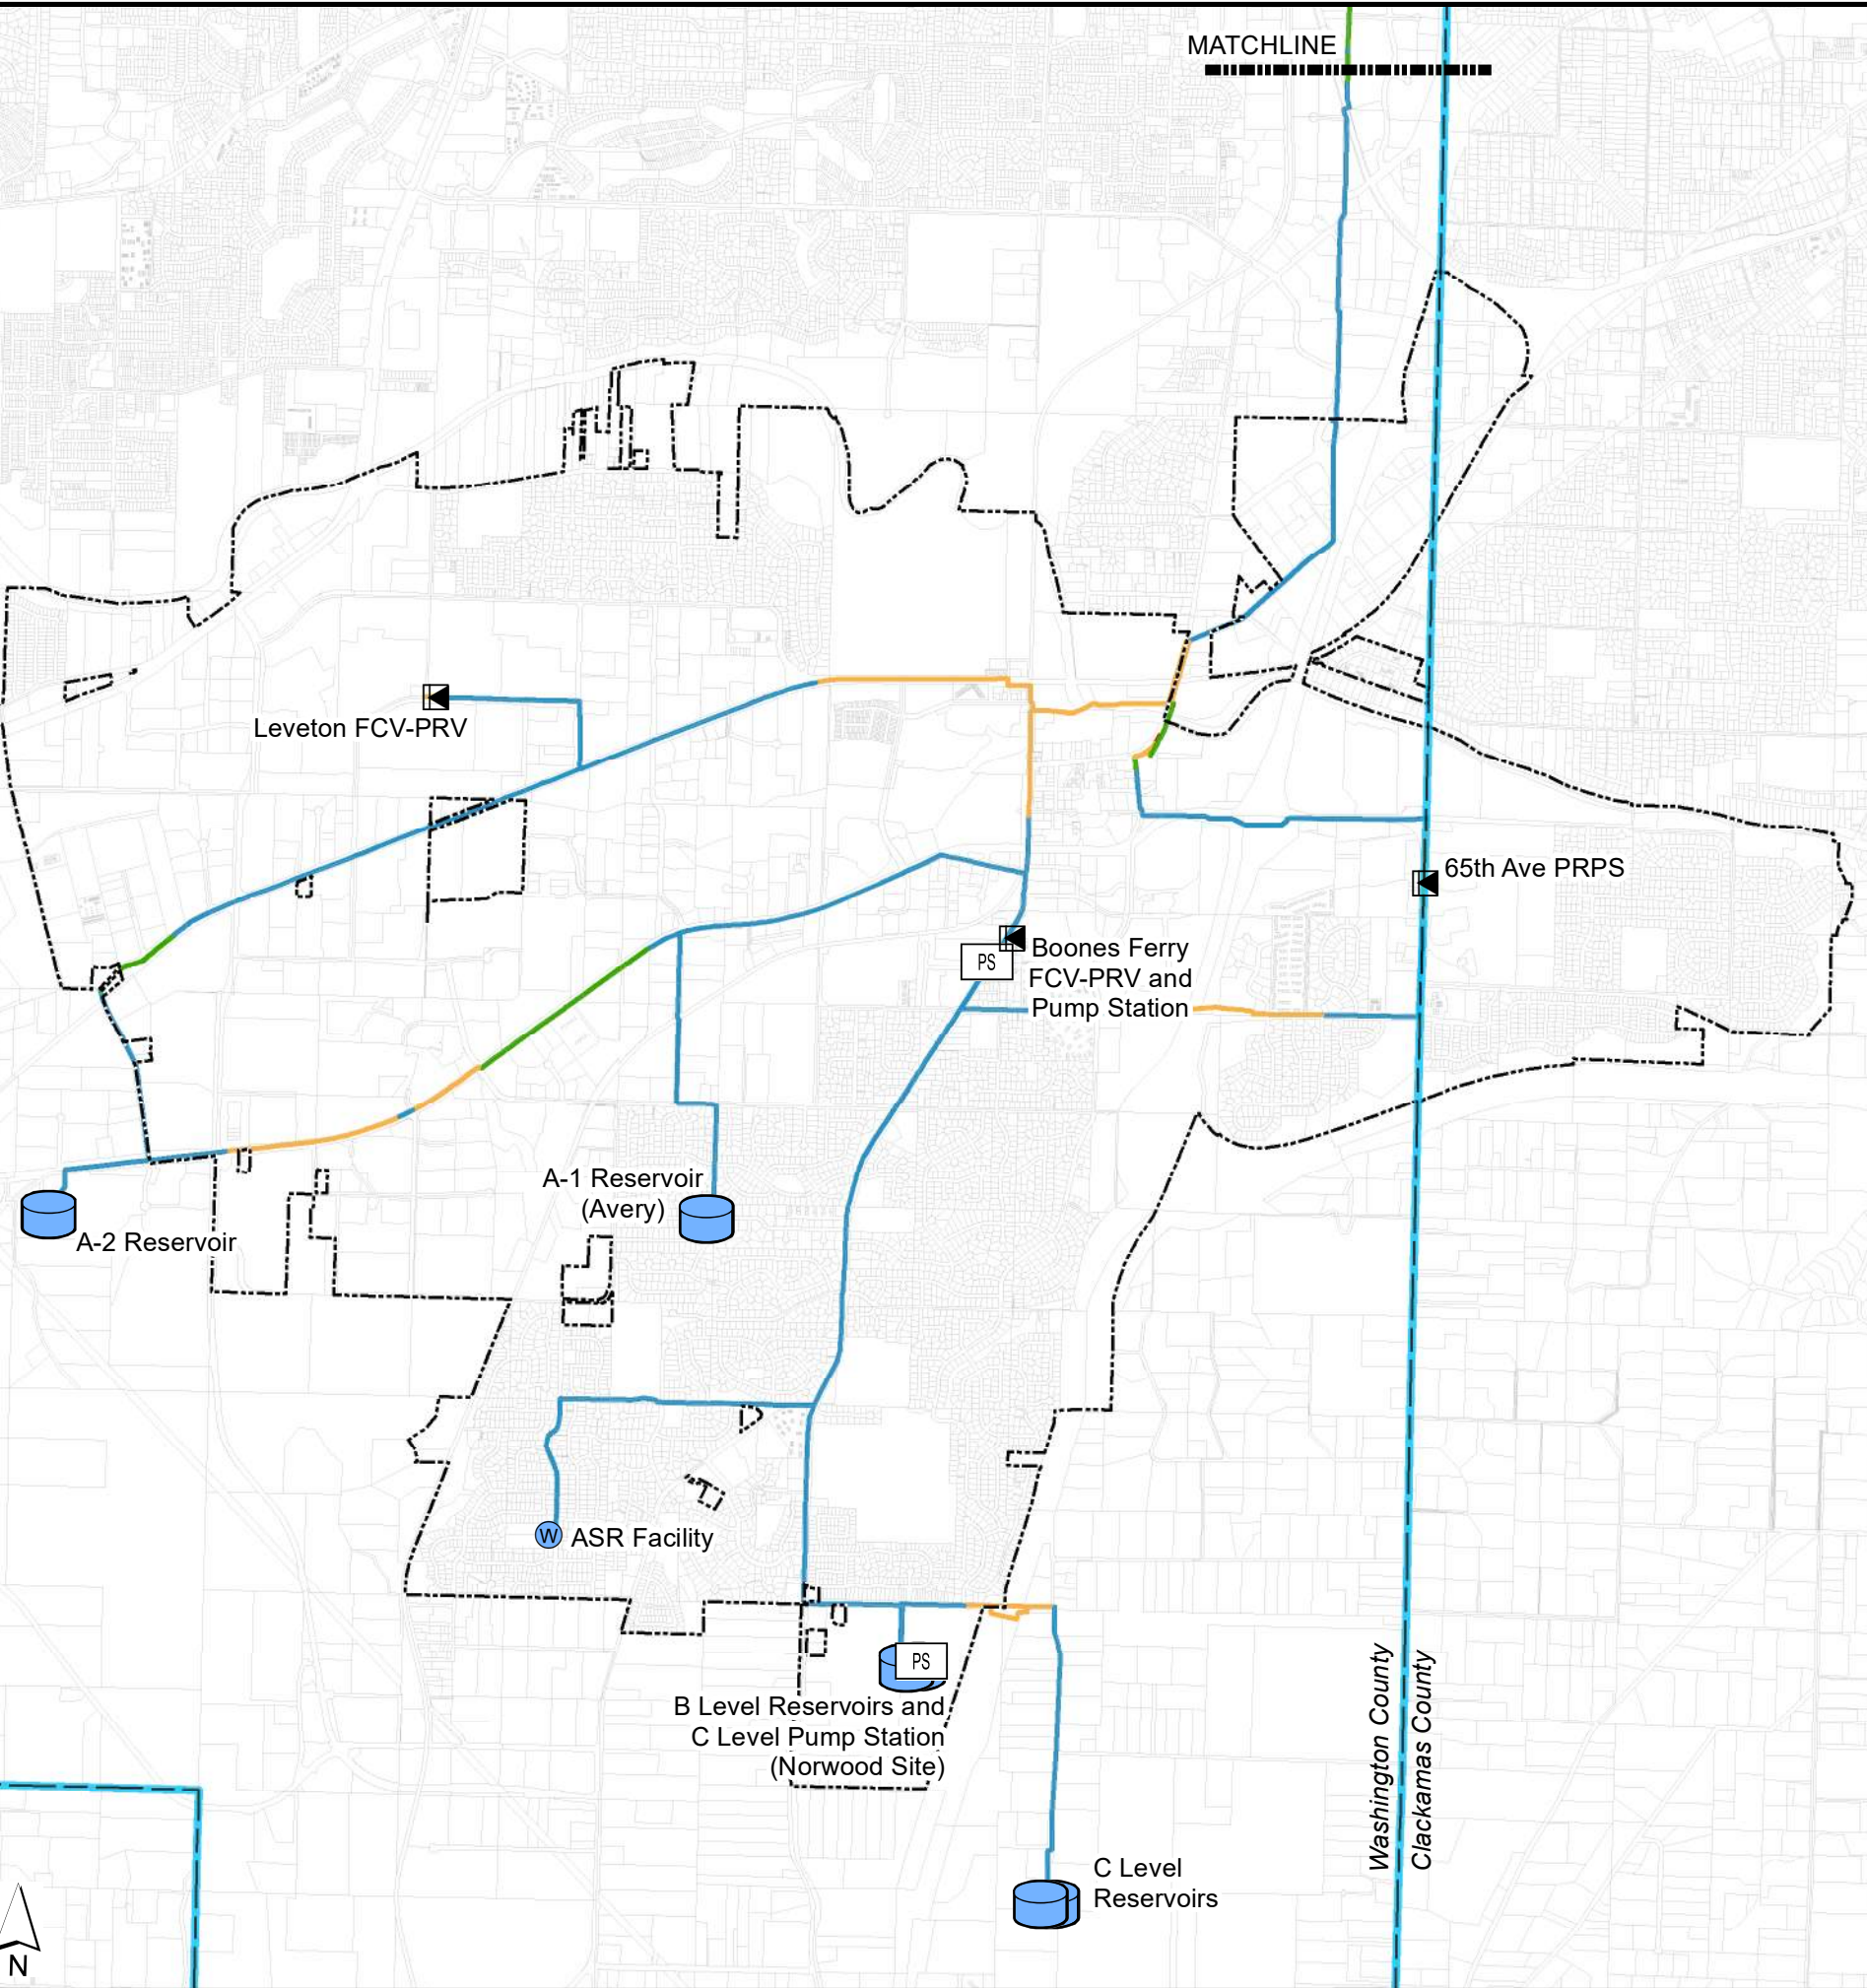 MATCHLINE
Leveton FCV-PRV
65th Ave PRPS
PS
Boones Ferry
FCV-PRV and
Pump Station
A-1 Reservoir
(Avery)
A-2 Reservoir
W
ASR Facility
PS
B Level Reservoirs and
C Level Pump Station
(Norwood Site)
Washington County
Clackamas County
C Level
Reservoirs
N